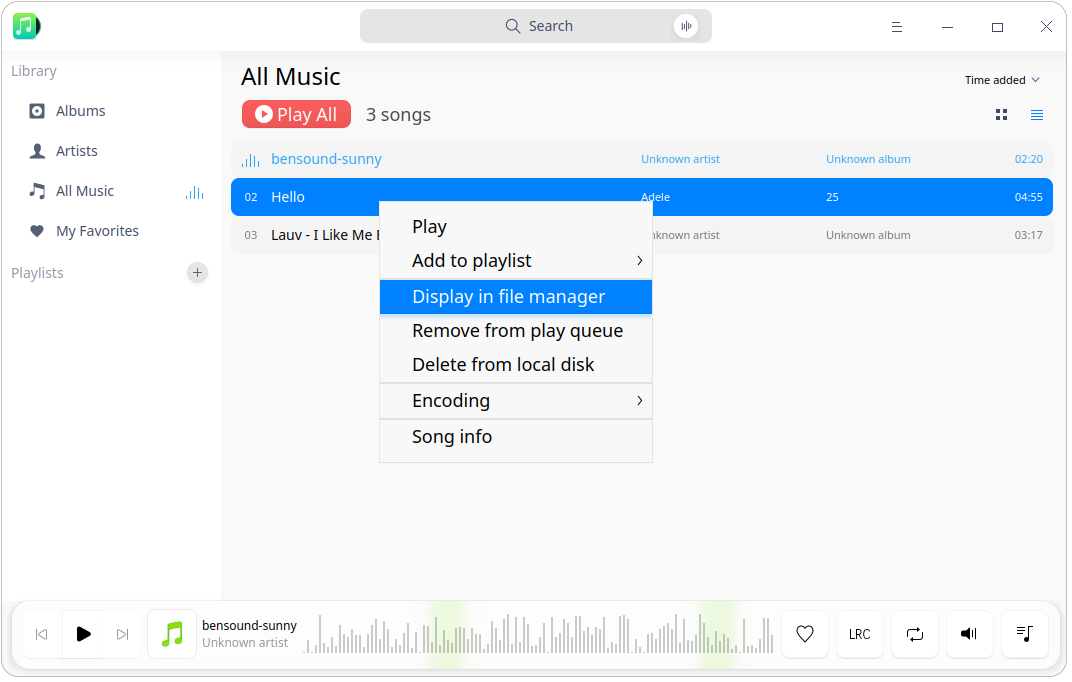 Search
Library
Albums
Artists
All Music
My Favorites
Playlists
All Music
Time added
Play All 3 songs
bensound-sunny Unknown artist Unknown album 02:20
02 Hello Adele 25 04:55
03 Lauv - I Like Me Unknown artist Unknown album 03:17
Play
Add to playlist
Display in file manager
Remove from play queue
Delete from local disk
Encoding
Song info
bensound-sunny
Unknown artist
LRC